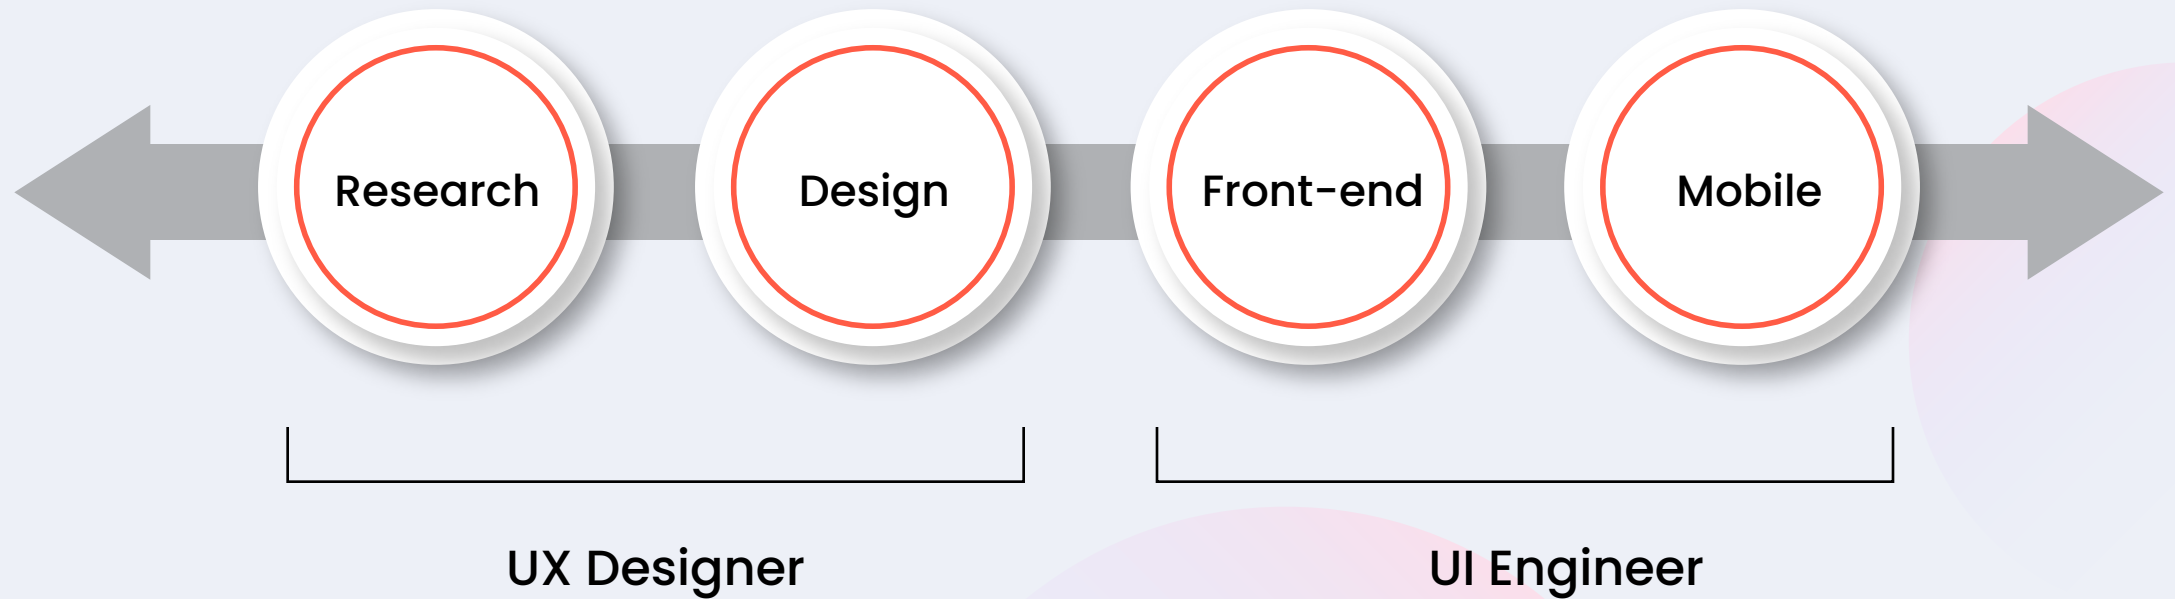 Research
Design
Front-end
Mobile
UX Designer
UI Engineer